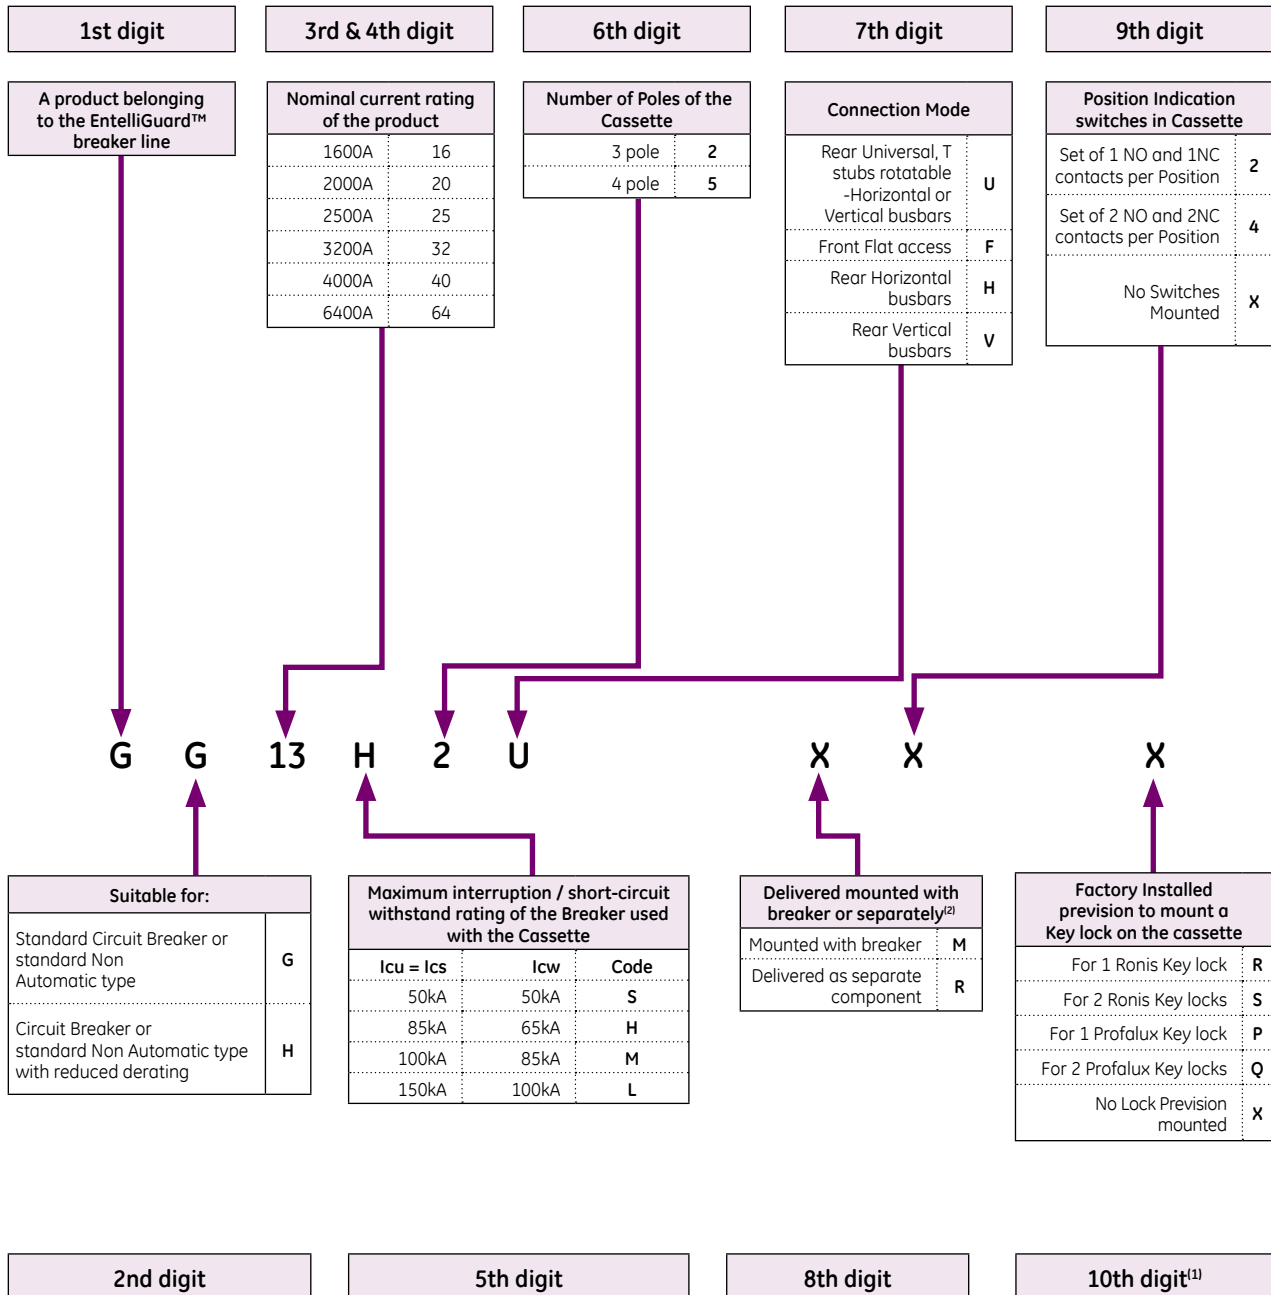 1st digit
3rd & 4th digit
6th digit
7th digit
9th digit
A product belonging
to the EntelliGuard™
breaker line
Nominal current rating
of the product
1600A 16
2000A 20
2500A 25
3200A 32
4000A 40
6400A 64
Number of Poles of the
Cassette
3 pole 2
4 pole 5
Connection Mode
Rear Universal, T
stubs rotatable
-Horizontal or
Vertical busbars
U
Front Flat access F
Rear Horizontal
busbars
H
Rear Vertical
busbars
V
Position Indication
switches in Cassette
Set of 1 NO and 1NC
contacts per Position
2
Set of 2 NO and 2NC
contacts per Position
4
No Switches
Mounted
X
G G 13 H 2 U X X X
Suitable for:
Standard Circuit Breaker or
standard Non
Automatic type
G
Circuit Breaker or
standard Non Automatic type
with reduced derating
H
Maximum interruption / short-circuit
withstand rating of the Breaker used
with the Cassette
Icu = Ics Icw Code
50kA 50kA S
85kA 65kA H
100kA 85kA M
150kA 100kA L
Delivered mounted with
breaker or separately(2)
Mounted with breaker M
Delivered as separate
component
R
Factory Installed
prevision to mount a
Key lock on the cassette
For 1 Ronis Key lock R
For 2 Ronis Key locks S
For 1 Profalux Key lock P
For 2 Profalux Key locks Q
No Lock Prevision
mounted
X
2nd digit
5th digit
8th digit
10th digit(1)